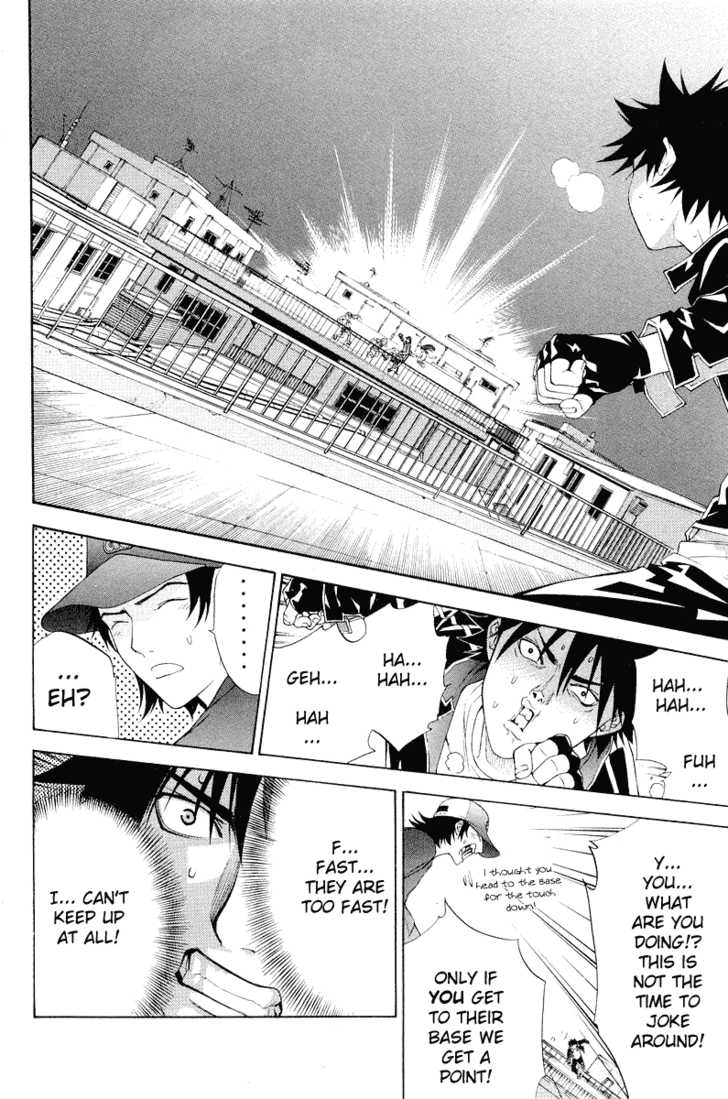 HAH...
HAH...
FUH
...
HA...
HAH...
GEH...
HAH
...
......
...
EH?
Y...
YOU...
WHAT
ARE YOU
DOING!?
THIS IS
NOT THE
TIME TO
JOKE
AROUND!
I thought you
head to the base
for the touch
down!
ONLY IF
YOU GET
TO THEIR
BASE WE
GET A
POINT!
F...
FAST...
THEY ARE
TOO FAST!
I... CAN'T
KEEP UP
AT ALL!